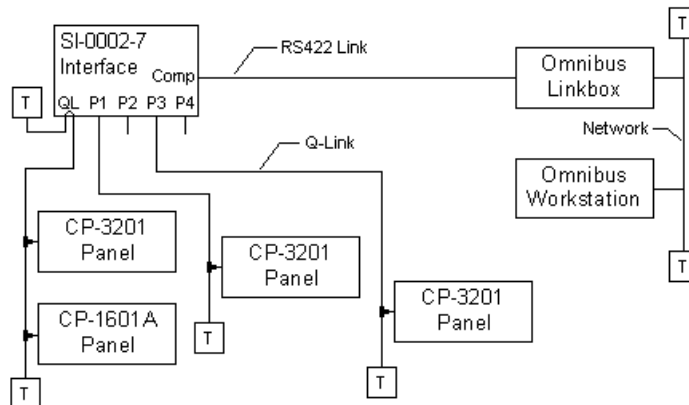 T
SI-0002-7
Interface
Comp
QL P1 P2 P3 P4
T
RS422 Link
Omnibus
Linkbox
Network
Q-Link
Omnibus
Workstation
CP-3201
Panel
CP-3201
Panel
T
CP-3201
Panel
CP-1601A
Panel
T
T
T